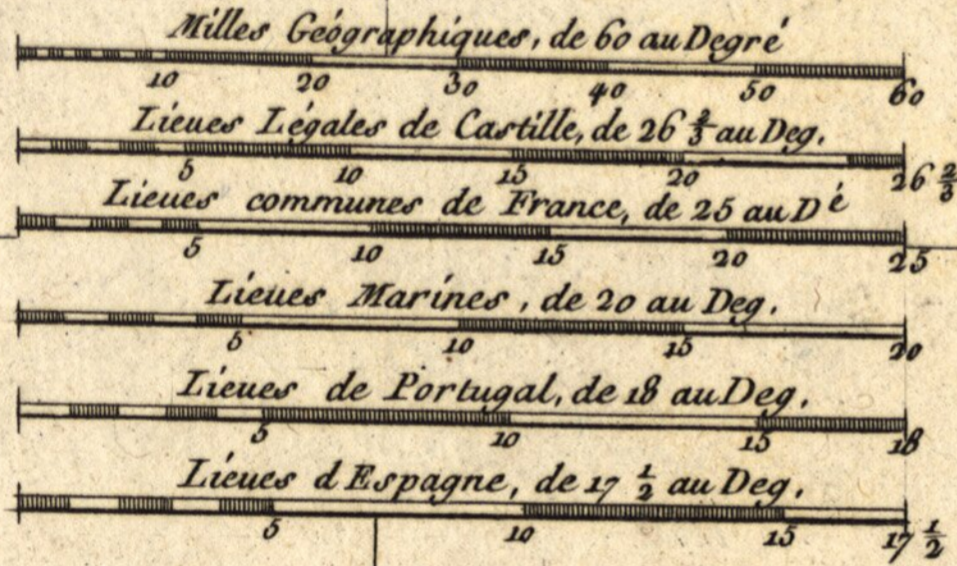 Milles Géographiques, de 60 au Degré
10 20 30 40 50 60
Lieues Légales de Castille, de 26 2/3 au Deg.
5 10 15 20 26 2/3
Lieues communes de France, de 25 au Dé
5 10 15 20 25
Lieues Marines, de 20 au Deg.
5 10 15 20
Lieues de Portugal, de 18 au Deg.
5 10 15 18
Lieues d Espagne, de 17 1/2 au Deg.
5 10 15 17 1/2